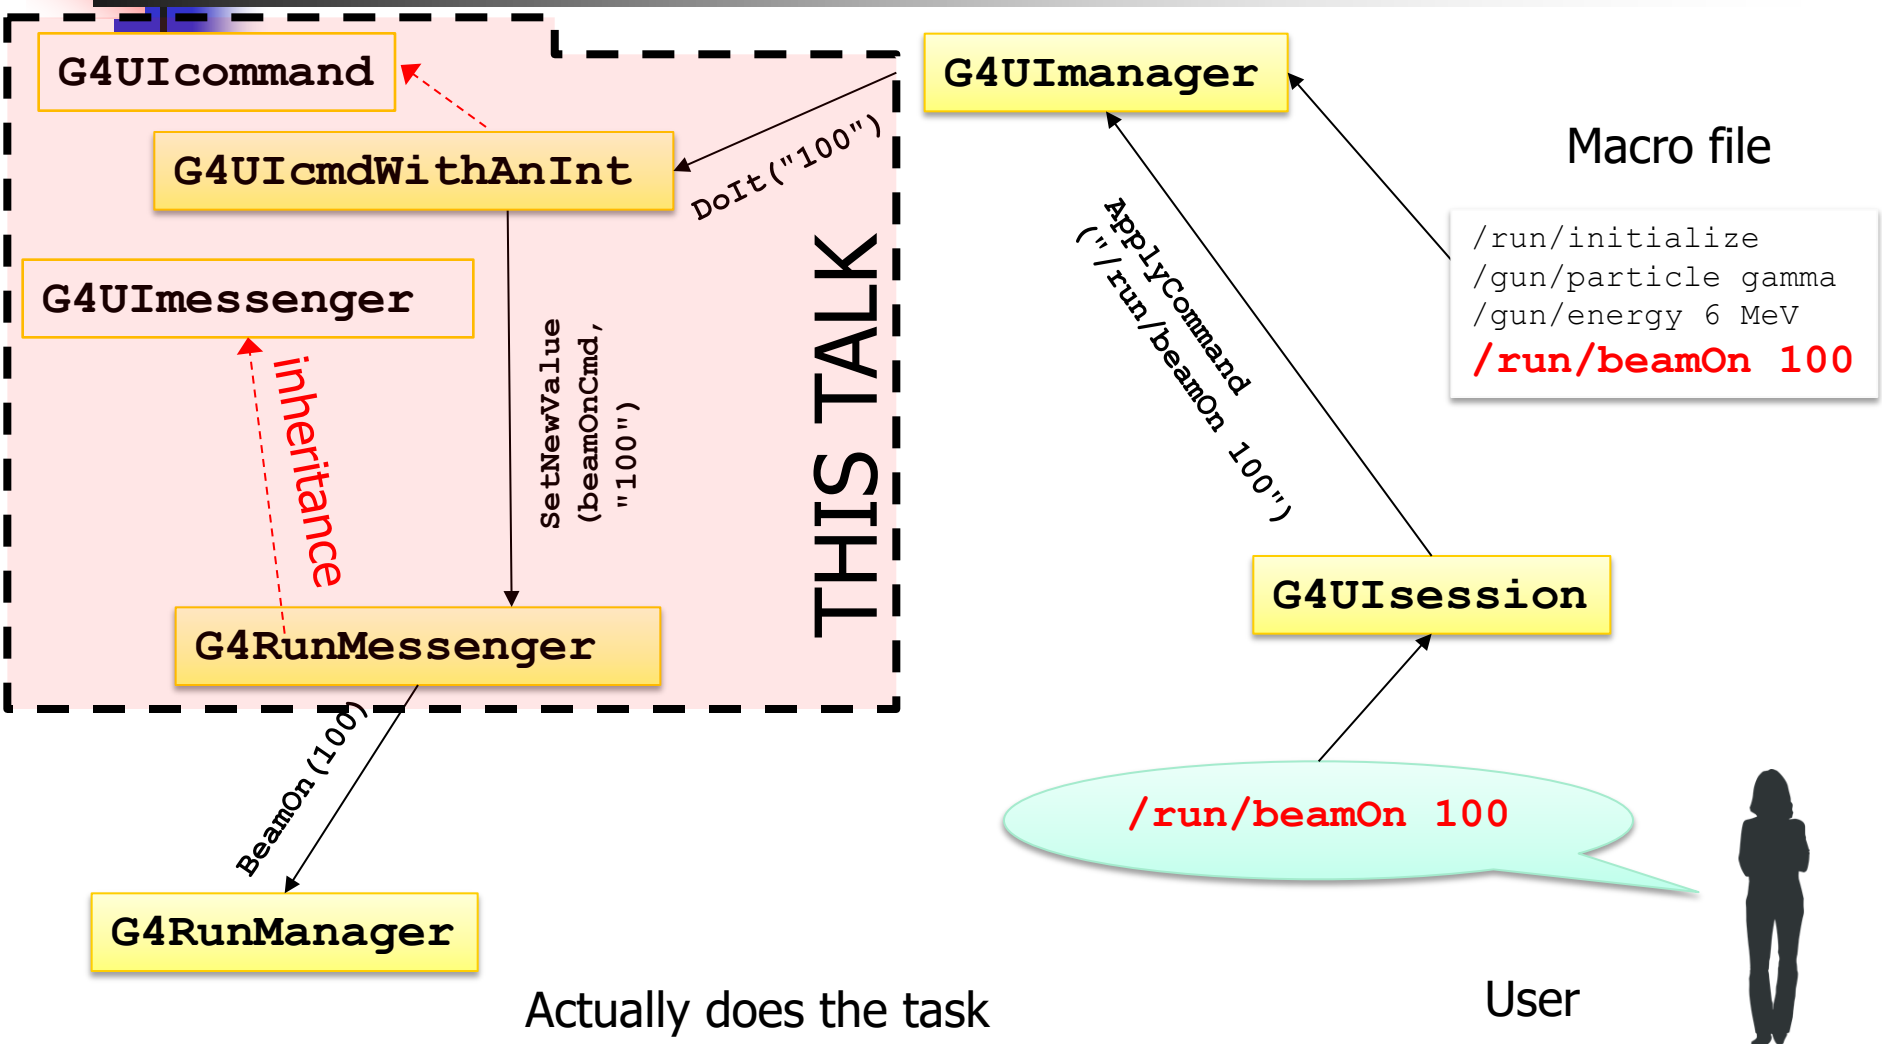 G4UIcommand
G4UImanager
Macro file
G4UIcmdWithAnInt
DoIt("100")
/run/initialize
/gun/particle gamma
/gun/energy 6 MeV
/run/beamOn 100
ApplyCommand
("/run/beamOn 100")
G4UImessenger
inheritance
SetNewValue
(beamOnCmd,
"100")
THIS TALK
G4UIsession
G4RunMessenger
BeamOn(100)
/run/beamOn 100
G4RunManager
Actually does the task
User